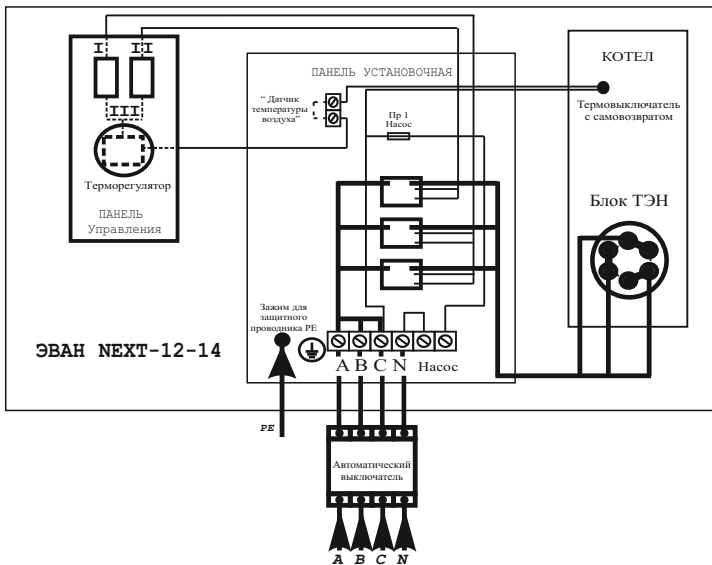 I II
III
Терморегулятор
ПАНЕЛЬ
Управления
ПАНЕЛЬ УСТАНОВОЧНАЯ
“ Датчик
температуры
воздуха”
Пр 1
Насос
КОТЕЛ
Термовыключатель
с самовозвратом
Блок ТЭН
Зажим для
защитного
проводника PE
ЭВАН NEXT-12-14
A B C N Насос
PE
Автоматический
выключатель
A B C N